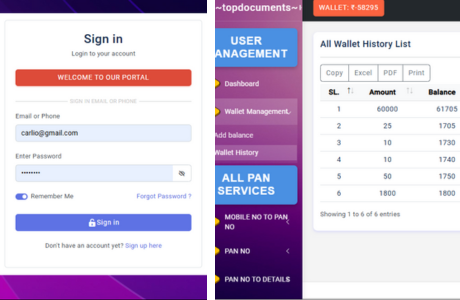 Sign in
Login to your account
WELCOME TO OUR PORTAL
SIGN IN EMAIL OR PHONE
Email or Phone
carlio@gmail.com
Enter Password
••••••••
Remember Me
Forgot Password ?
Sign in
Don't have an account yet? Sign up here
~topdocuments~
WALLET: ₹-58295
USER
ANAGEMENT
Dashboard
Wallet Management
Add balance
Wallet History
ALL PAN
SERVICES
MOBILE NO TO PAN
NO
PAN NO
PAN NO TO DETAILS
All Wallet History List
Copy Excel PDF Print
SL. Amount Balance
1 60000 61705
2 25 1705
3 10 1730
4 10 1740
5 50 1750
6 1800 1800
Showing 1 to 6 of 6 entries